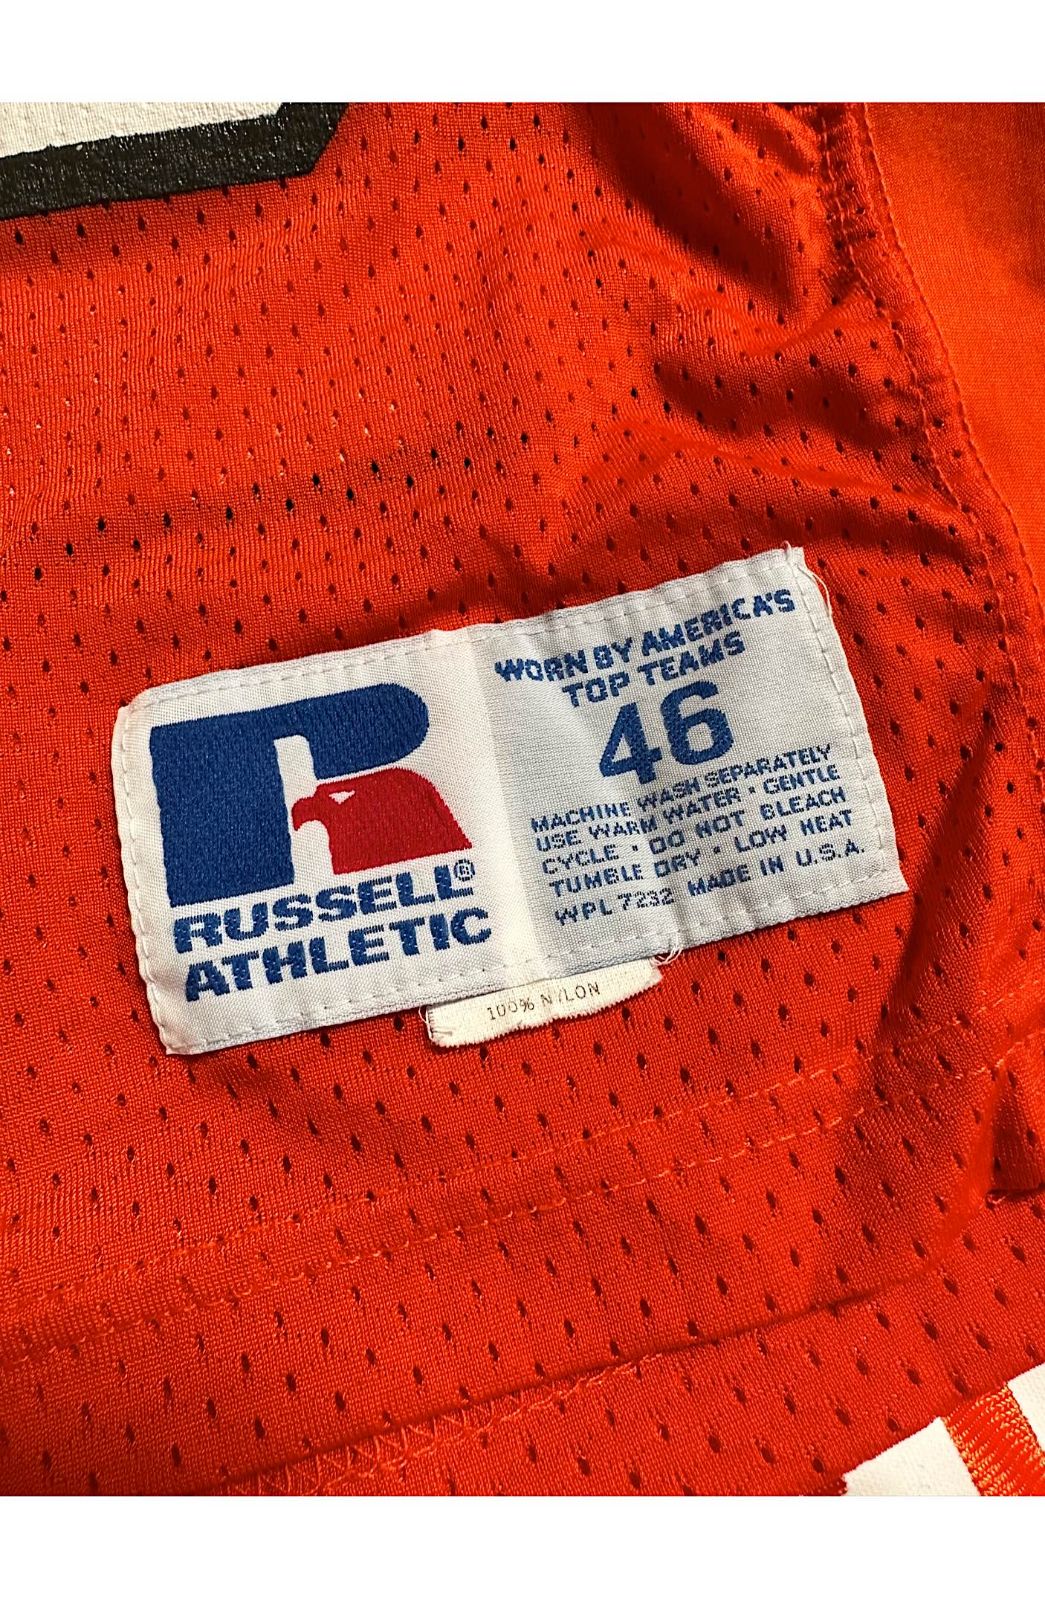 RUSSELL®
ATHLETIC
WORN BY AMERICA'S
TOP TEAMS
46
MACHINE WASH SEPARATELY
USE WARM WATER · GENTLE
CYCLE · DO NOT BLEACH
TUMBLE DRY · LOW HEAT
WPL 7232 MADE IN U.S.A.
100% NYLON